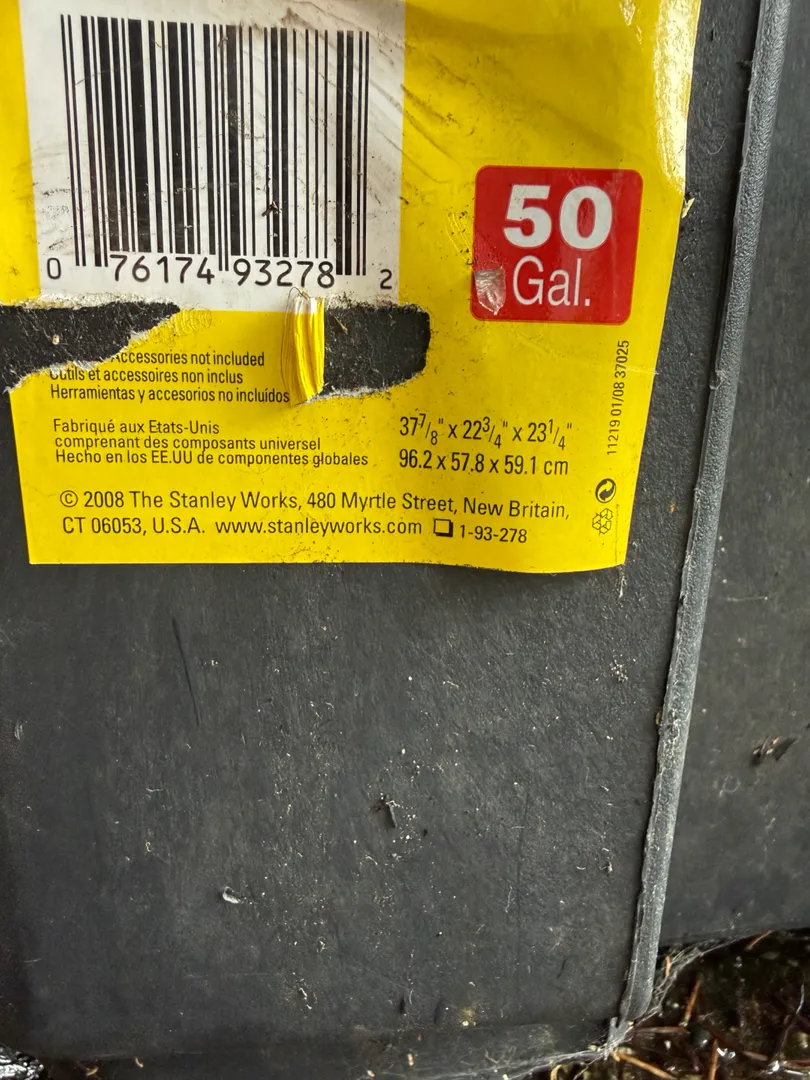 0 76174 93278 2
50
Gal.
Accessories not included
Outils et accessoires non inclus
Herramientas y accesorios no incluídos
Fabriqué aux Etats-Unis
comprenant des composants universel
Hecho en los EE.UU de componentes globales
37 7/8" x 22 3/4" x 23 1/4"
96.2 x 57.8 x 59.1 cm
11219 01/08 37025
© 2008 The Stanley Works, 480 Myrtle Street, New Britain,
CT 06053, U.S.A. www.stanleyworks.com 1-93-278